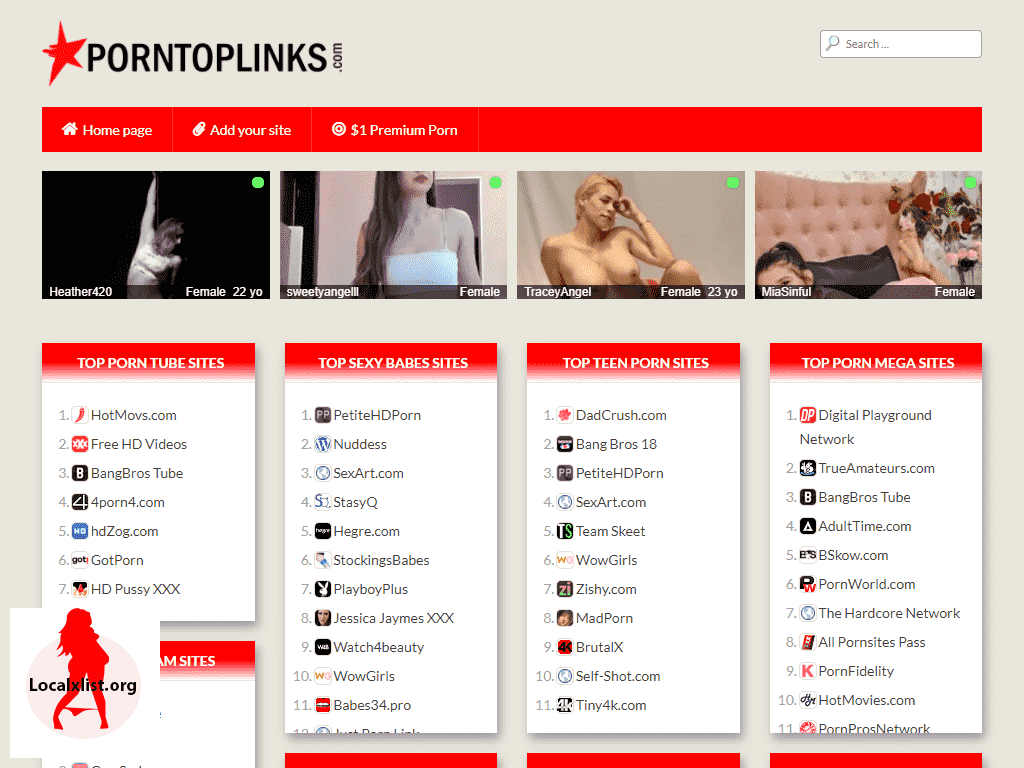 PORNTOPLINKS.com
Search ...
Home page
Add your site
$1 Premium Porn
Heather420 Female 22 yo
sweetyangelll Female
TraceyAngel Female 23 yo
MiaSinful Female
TOP PORN TUBE SITES
1. HotMovs.com
2. Free HD Videos
3. BangBros Tube
4. 4porn4.com
5. hdZog.com
6. GotPorn
7. HD Pussy XXX
AM SITES
Localxlist.org
TOP SEXY BABES SITES
1. PetiteHDPorn
2. Nuddess
3. SexArt.com
4. StasyQ
5. Hegre.com
6. StockingsBabes
7. PlayboyPlus
8. Jessica Jaymes XXX
9. Watch4beauty
10. WowGirls
11. Babes34.pro
TOP TEEN PORN SITES
1. DadCrush.com
2. Bang Bros 18
3. PetiteHDPorn
4. SexArt.com
5. Team Skeet
6. WowGirls
7. Zishy.com
8. MadPorn
9. BrutalX
10. Self-Shot.com
11. Tiny4k.com
TOP PORN MEGA SITES
1. Digital Playground
Network
2. TrueAmateurs.com
3. BangBros Tube
4. AdultTime.com
5. BSkow.com
6. PornWorld.com
7. The Hardcore Network
8. All Pornsites Pass
9. PornFidelity
10. HotMovies.com
11. PornProsNetwork